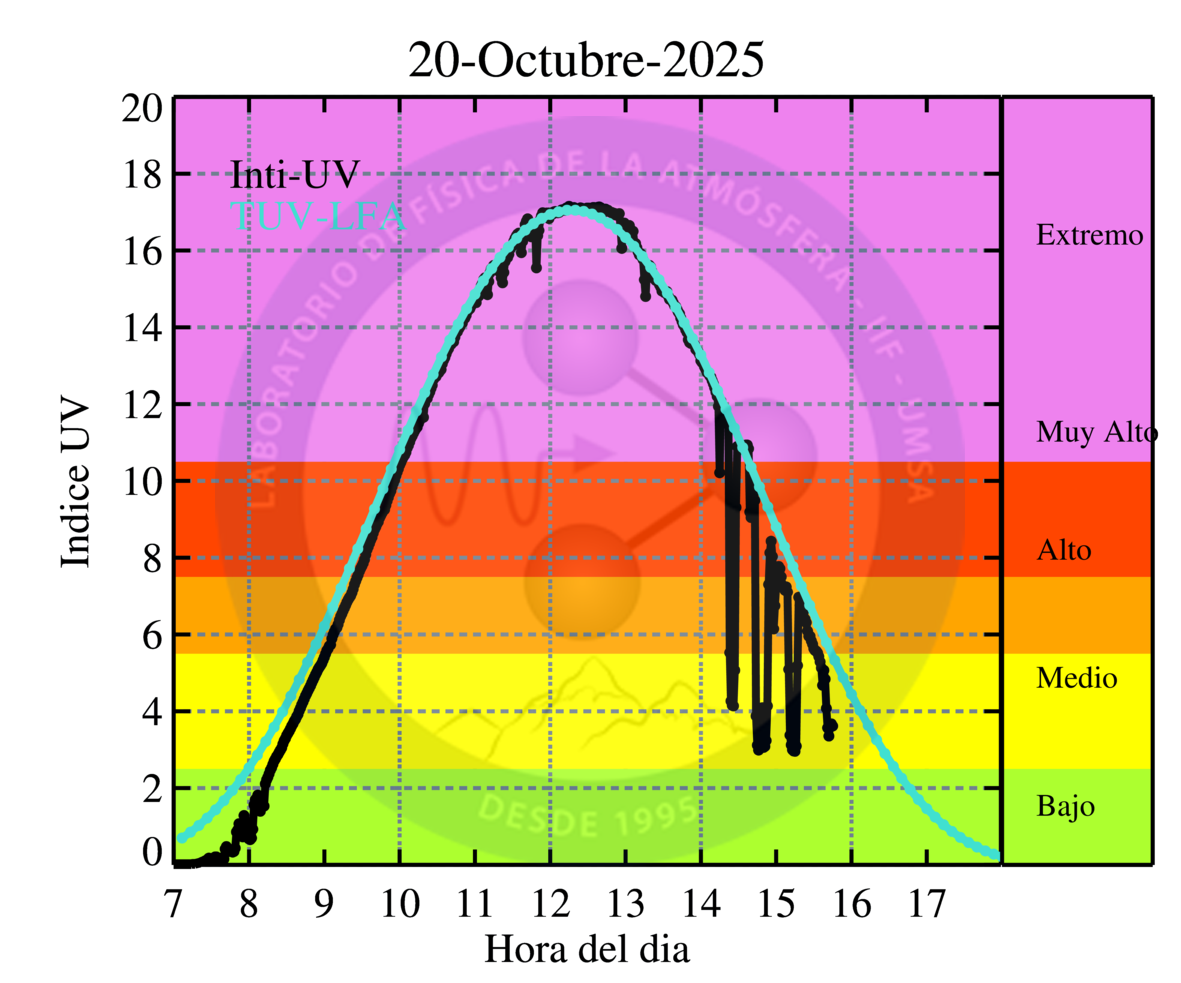 20-Octubre-2025
Indice UV
20
18
16
14
12
10
8
6
4
2
0
Inti-UV
TUV-LFA
LABORATORIO DE FÍSICA DE LA ATMÓSFERA - IIF - UMSA
DESDE 1995
Extremo
Muy Alto
Alto
Medio
Bajo
7 8 9 10 11 12 13 14 15 16 17
Hora del dia